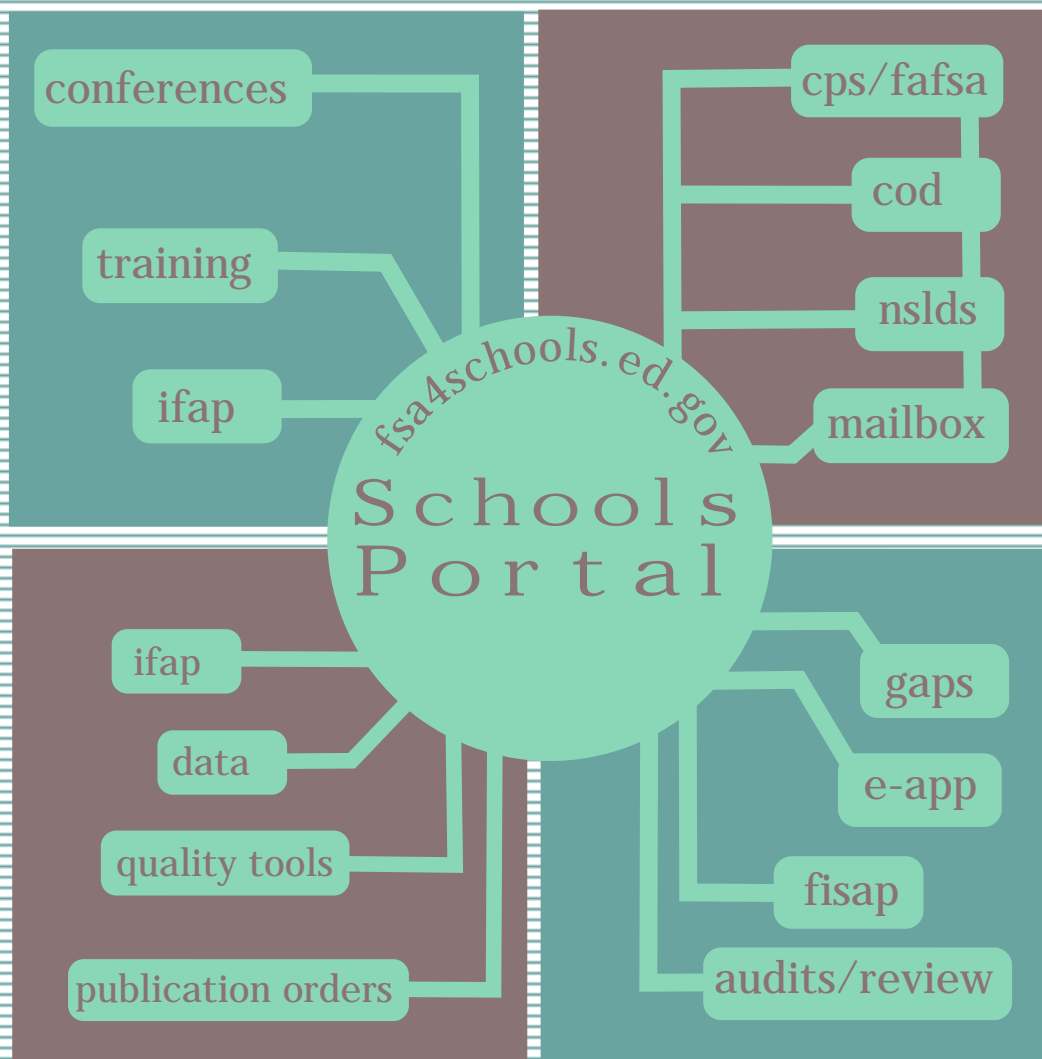 conferences
training
ifap
cps/fafsa
cod
nslds
mailbox
fsa4schools.ed.gov
Schools
Portal
ifap
data
quality tools
publication orders
gaps
e-app
fisap
audits/review